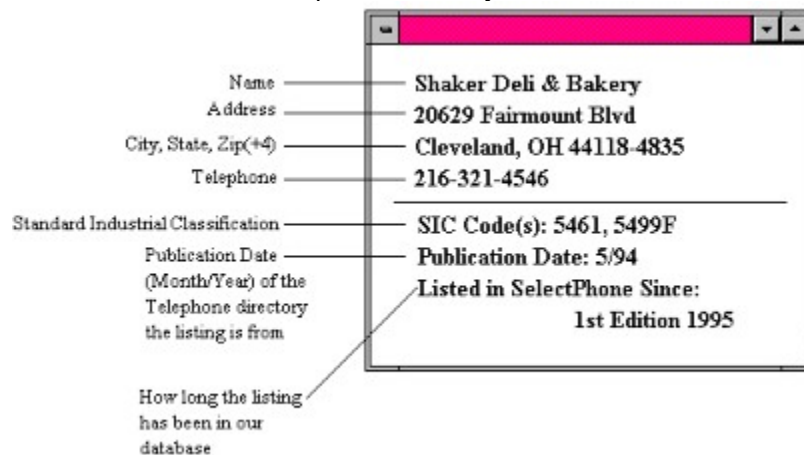 Name
Shaker Deli & Bakery
Address
20629 Fairmount Blvd
City, State, Zip(+4)
Cleveland, OH 44118-4835
Telephone
216-321-4546
Standard Industrial Classification
SIC Code(s): 5461, 5499F
Publication Date
(Month/Year) of the
Telephone directory
the listing is from
Publication Date: 5/94
Listed in SelectPhone Since:
1st Edition 1995
How long the listing
has been in our
database